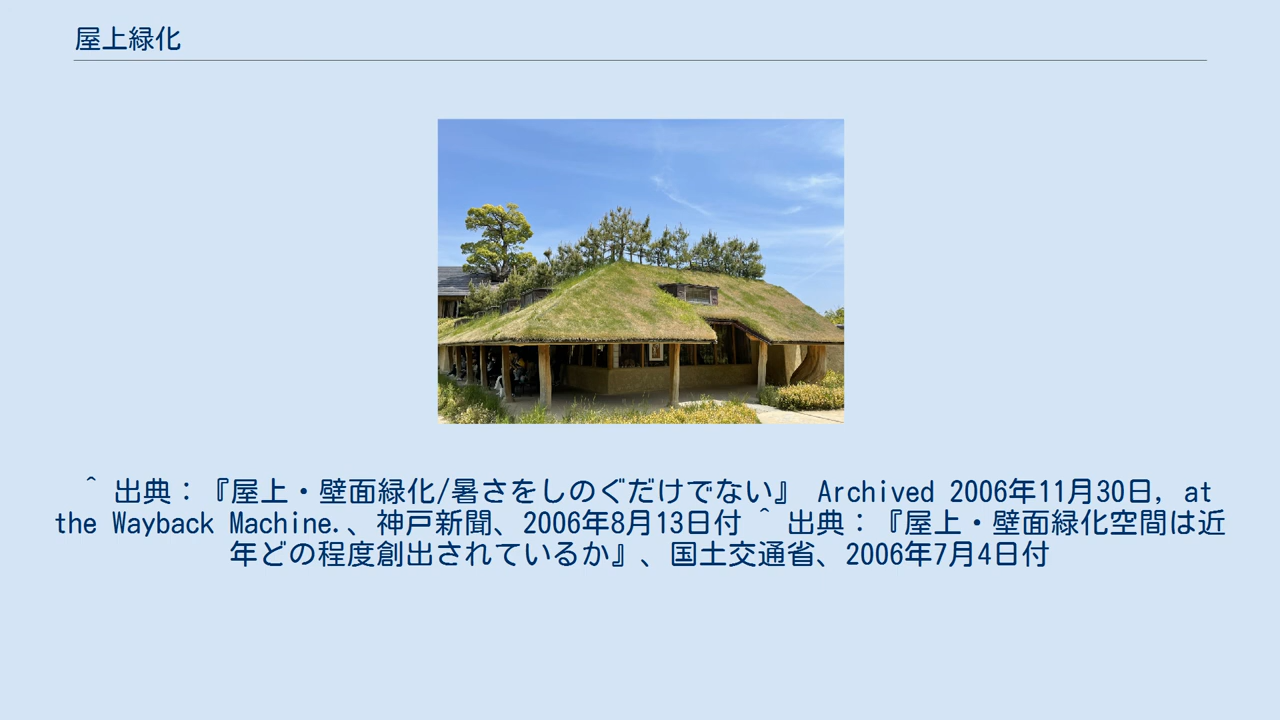 屋上緑化
^ 出典：『屋上・壁面緑化/暑さをしのぐだけでない』 Archived 2006年11月30日, at
the Wayback Machine.、神戸新聞、2006年8月13日付 ^ 出典：『屋上・壁面緑化空間は近
年どの程度創出されているか』、国土交通省、2006年7月4日付